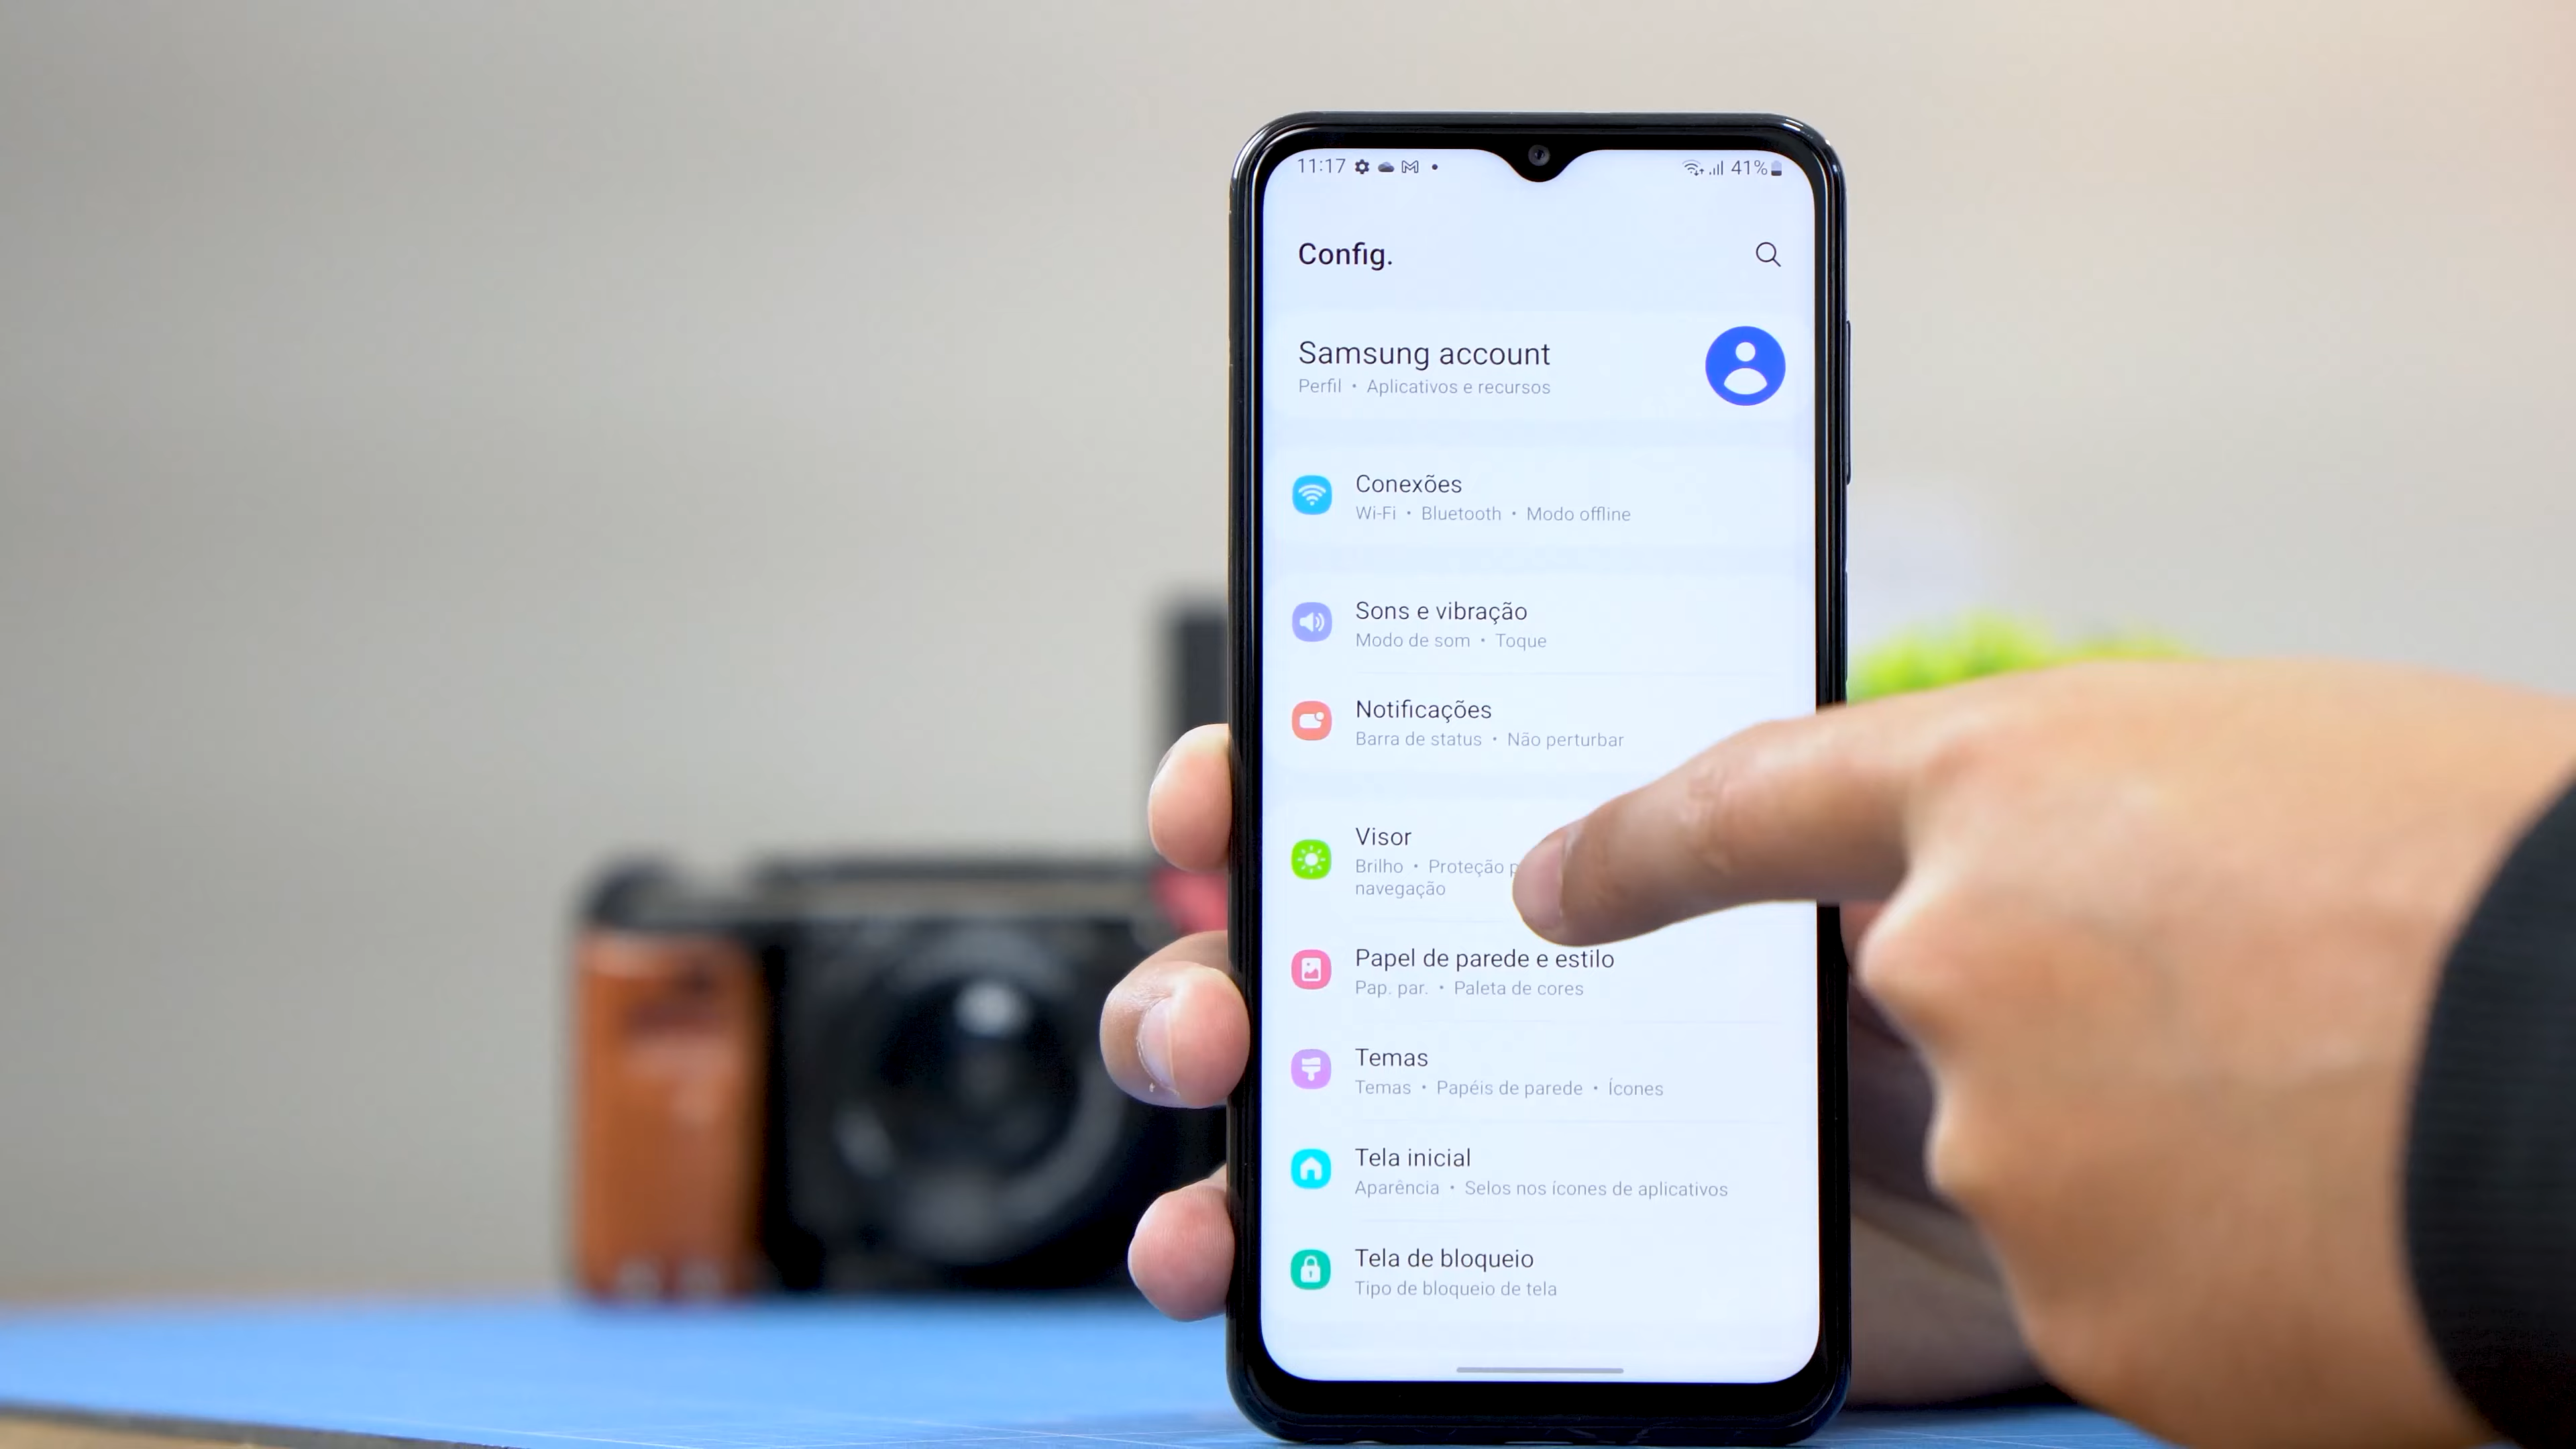 11:17
41%
Config.
Samsung account
Perfil • Aplicativos e recursos
Conexões
Wi-Fi • Bluetooth • Modo offline
Sons e vibração
Modo de som • Toque
Notificações
Barra de status • Não perturbar
Visor
Brilho • Proteção
navegação
Papel de parede e estilo
Pap. par. • Paleta de cores
Temas
Temas • Papéis de parede • Ícones
Tela inicial
Aparência • Selos nos ícones de aplicativos
Tela de bloqueio
Tipo de bloqueio de tela